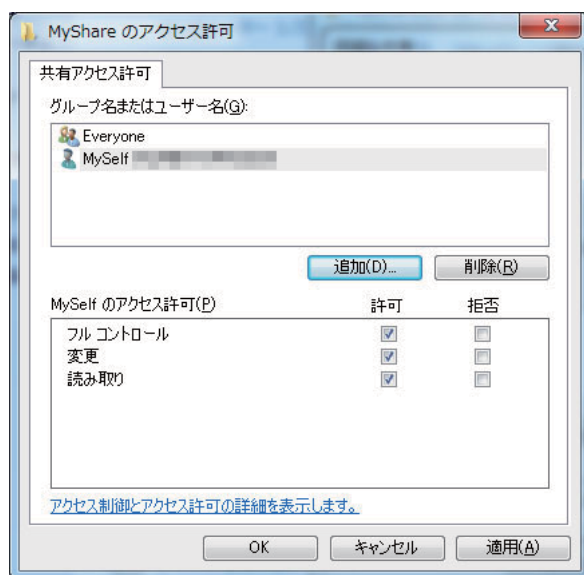 MyShare のアクセス許可
共有アクセス許可
グループ名またはユーザー名(G):
Everyone
MySelf
追加(D)...
削除(R)
MySelf のアクセス許可(P)
許可
拒否
フル コントロール
変更
読み取り
アクセス制御とアクセス許可の詳細を表示します。
OK
キャンセル
適用(A)